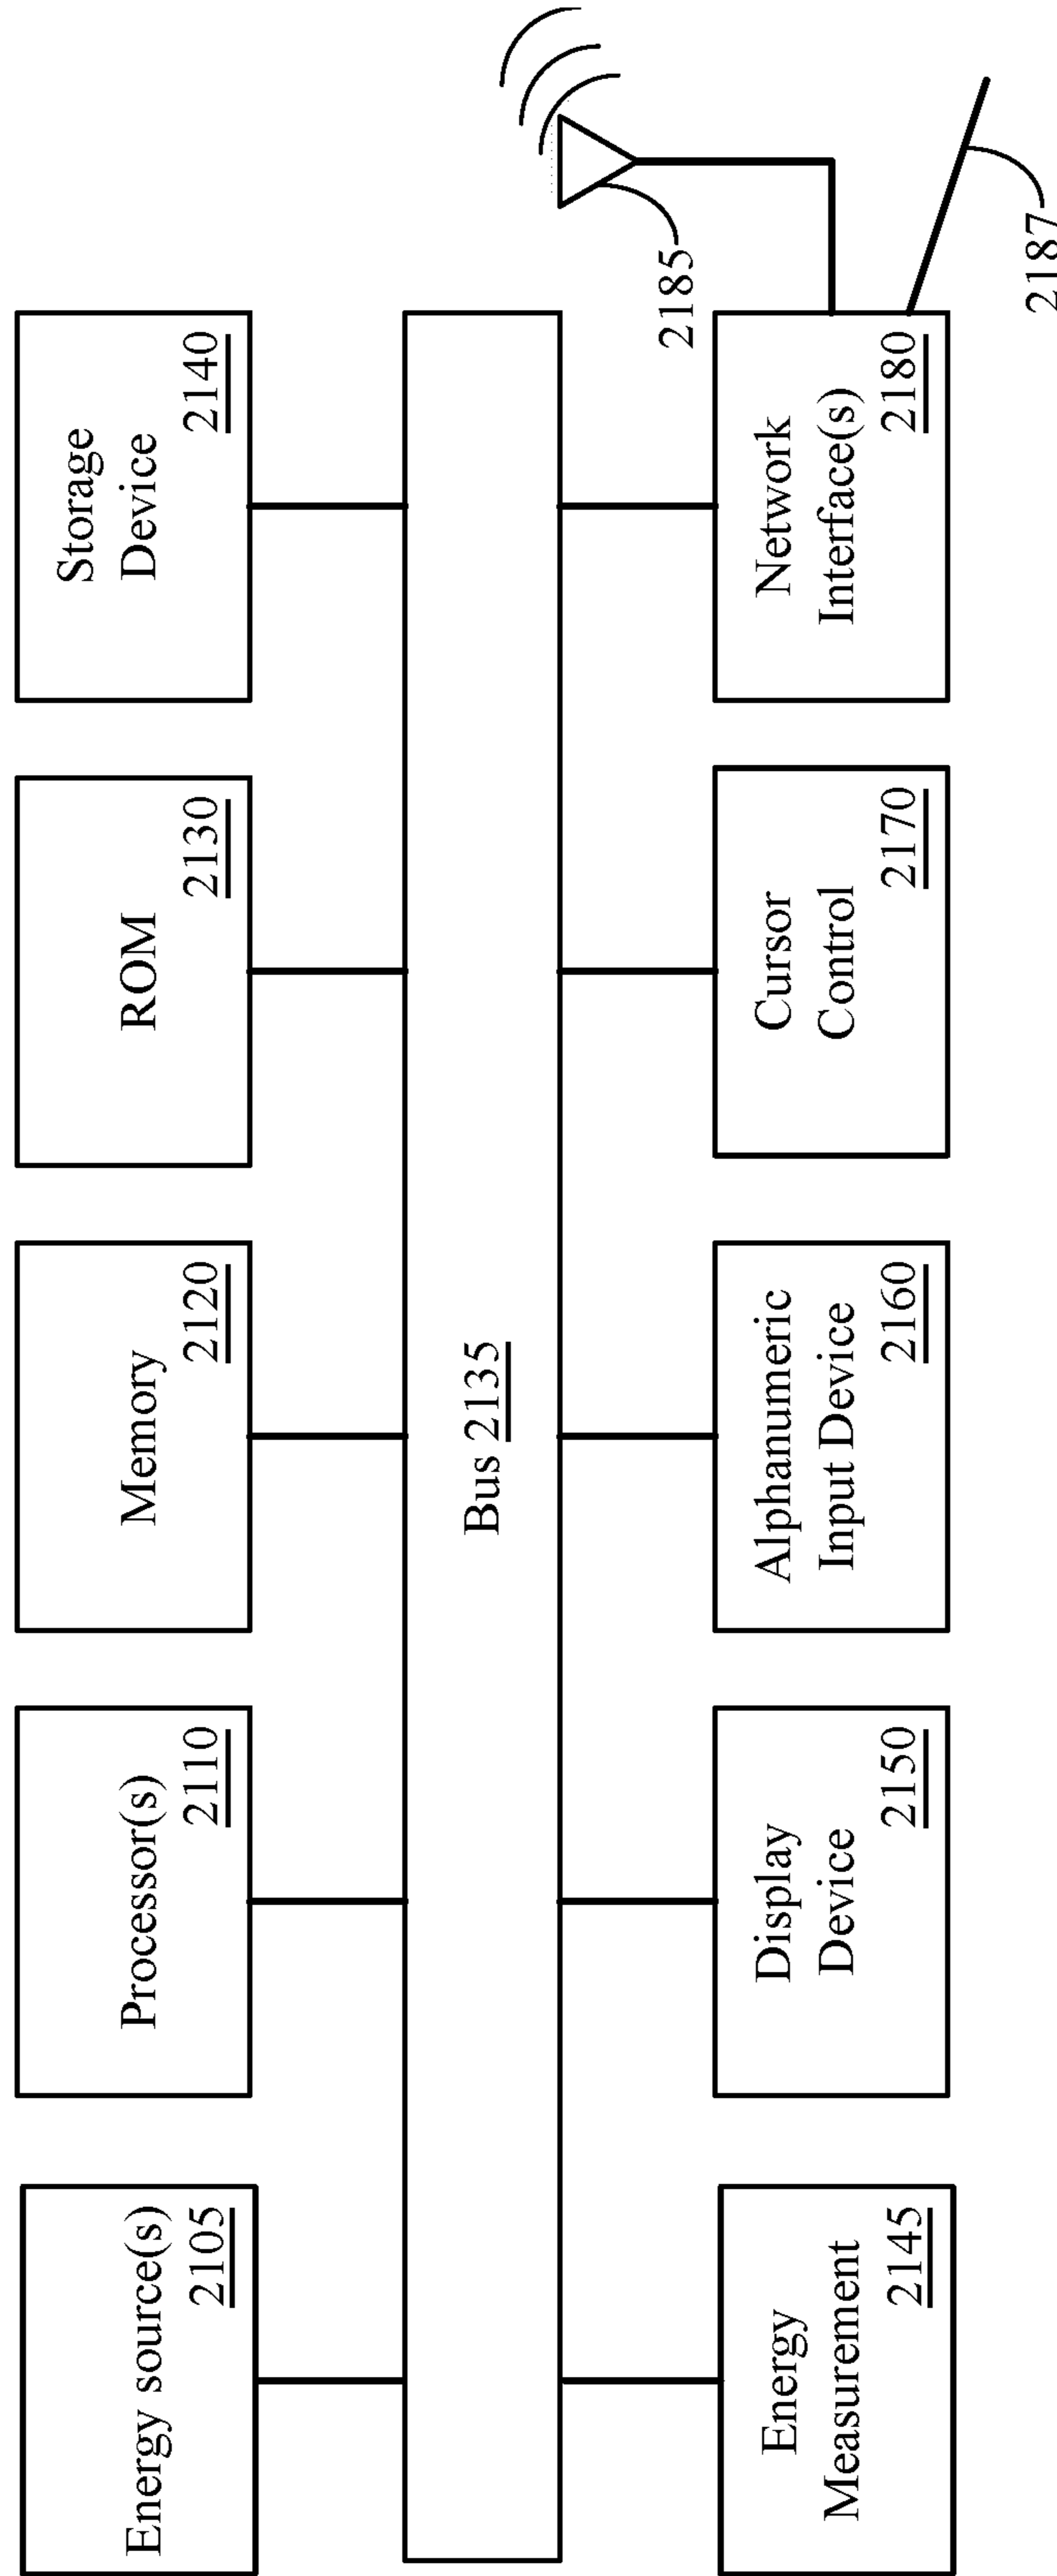 Energy source(s)
2105
Processor(s)
2110
Memory
2120
ROM
2130
Storage
Device
2140
Bus 2135
Energy
Measurement
2145
Display
Device
2150
Alphanumeric
Input Device
2160
Cursor
Control
2170
Network
Interface(s)
2180
2185
2187